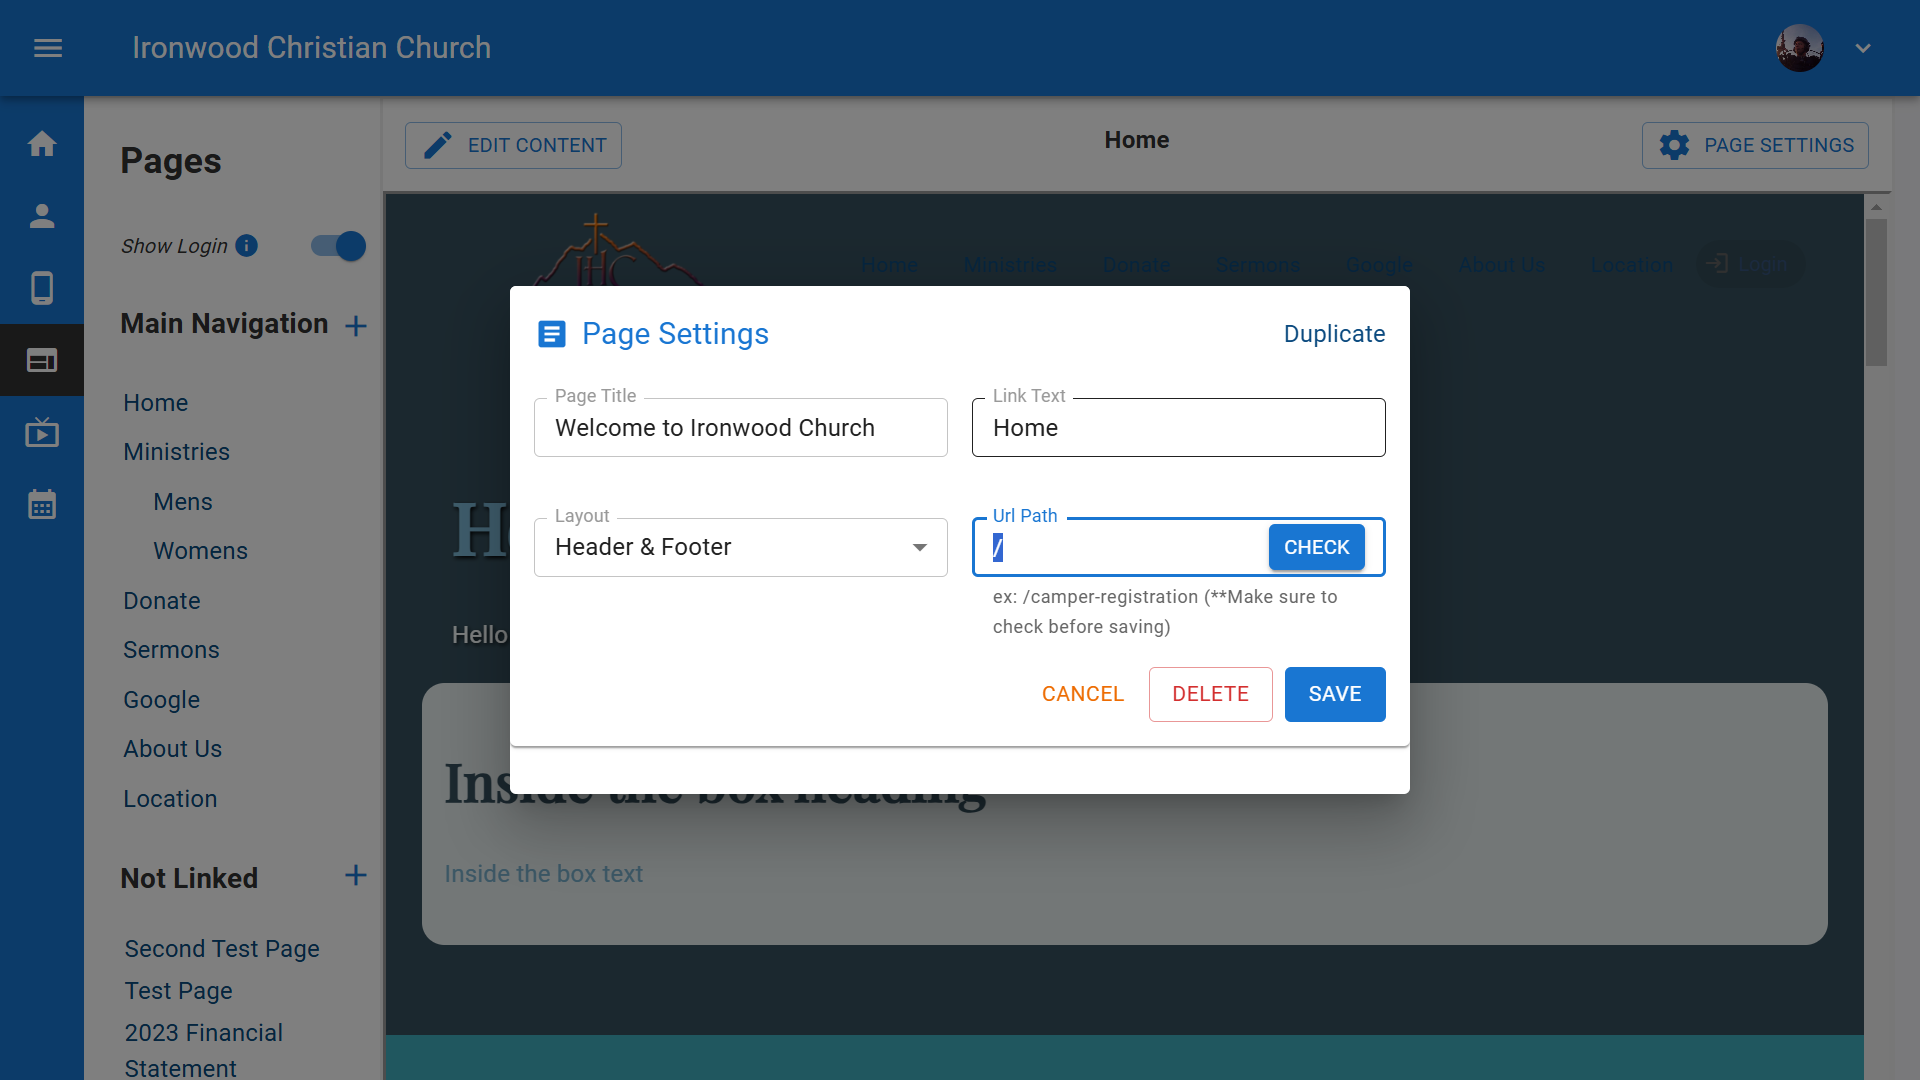 Ironwood Christian Church
Pages
EDIT CONTENT
Home
PAGE SETTINGS
Show Login
Main Navigation
Home
Ministries
Mens
Womens
Donate
Sermons
Google
About Us
Location
Not Linked
Second Test Page
Test Page
2023 Financial
Statement
IHC
Home Ministries Donate Sermons Google About Us Location Login
Page Settings
Duplicate
Page Title
Welcome to Ironwood Church
Link Text
Home
Layout
Header & Footer
Url Path
/
CHECK
ex: /camper-registration (**Make sure to
check before saving)
CANCEL
DELETE
SAVE
Hello
Inside the box heading
Inside the box text